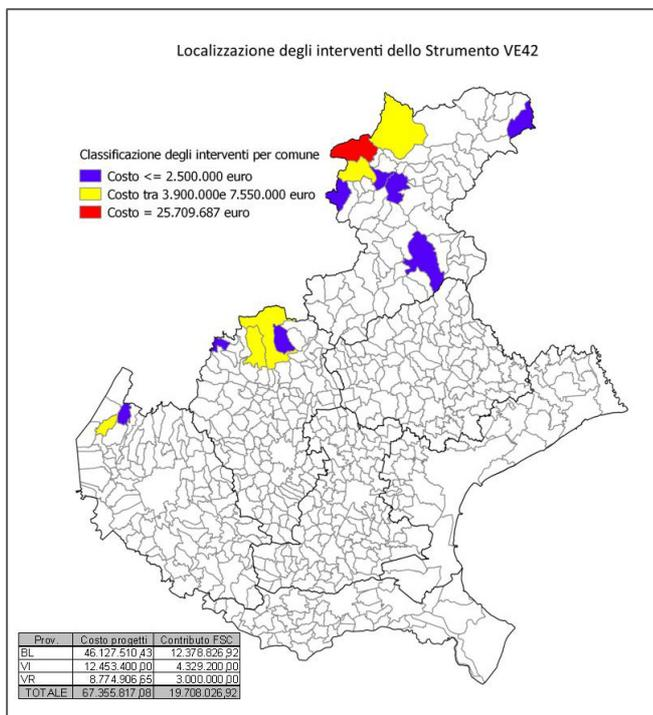 Localizzazione degli interventi dello Strumento VE42
Classificazione degli interventi per comune
Costo <= 2.500.000 euro
Costo tra 3.900.000e 7.550.000 euro
Costo = 25.709.687 euro
Prov. Costo progetti Contributo FSC
BL 46.127.510,43 12.378.826,92
VI 12.453.400,00 4.329.200,00
VR 8.774.906,65 3.000.000,00
TOTALE 67.355.817,08 19.708.026,92